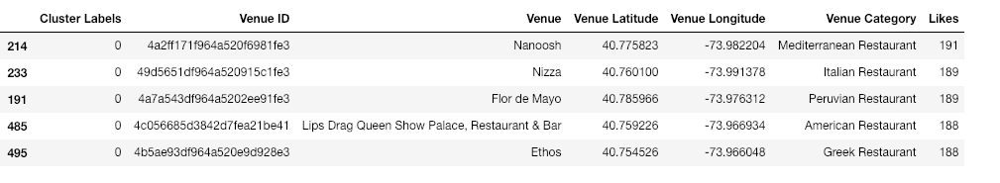 Cluster Labels Venue ID Venue Venue Latitude Venue Longitude Venue Category Likes
214 0 4a2ff171f964a520f6981fe3 Nanoosh 40.775823 -73.982204 Mediterranean Restaurant 191
233 0 49d5651df964a520915c1fe3 Nizza 40.760100 -73.991378 Italian Restaurant 189
191 0 4a7a543df964a5202ee91fe3 Flor de Mayo 40.785966 -73.976312 Peruvian Restaurant 189
485 0 4c056685d3842d7fea21be41 Lips Drag Queen Show Palace, Restaurant & Bar 40.759226 -73.966934 American Restaurant 188
495 0 4b5ae93df964a520e9d928e3 Ethos 40.754526 -73.966048 Greek Restaurant 188